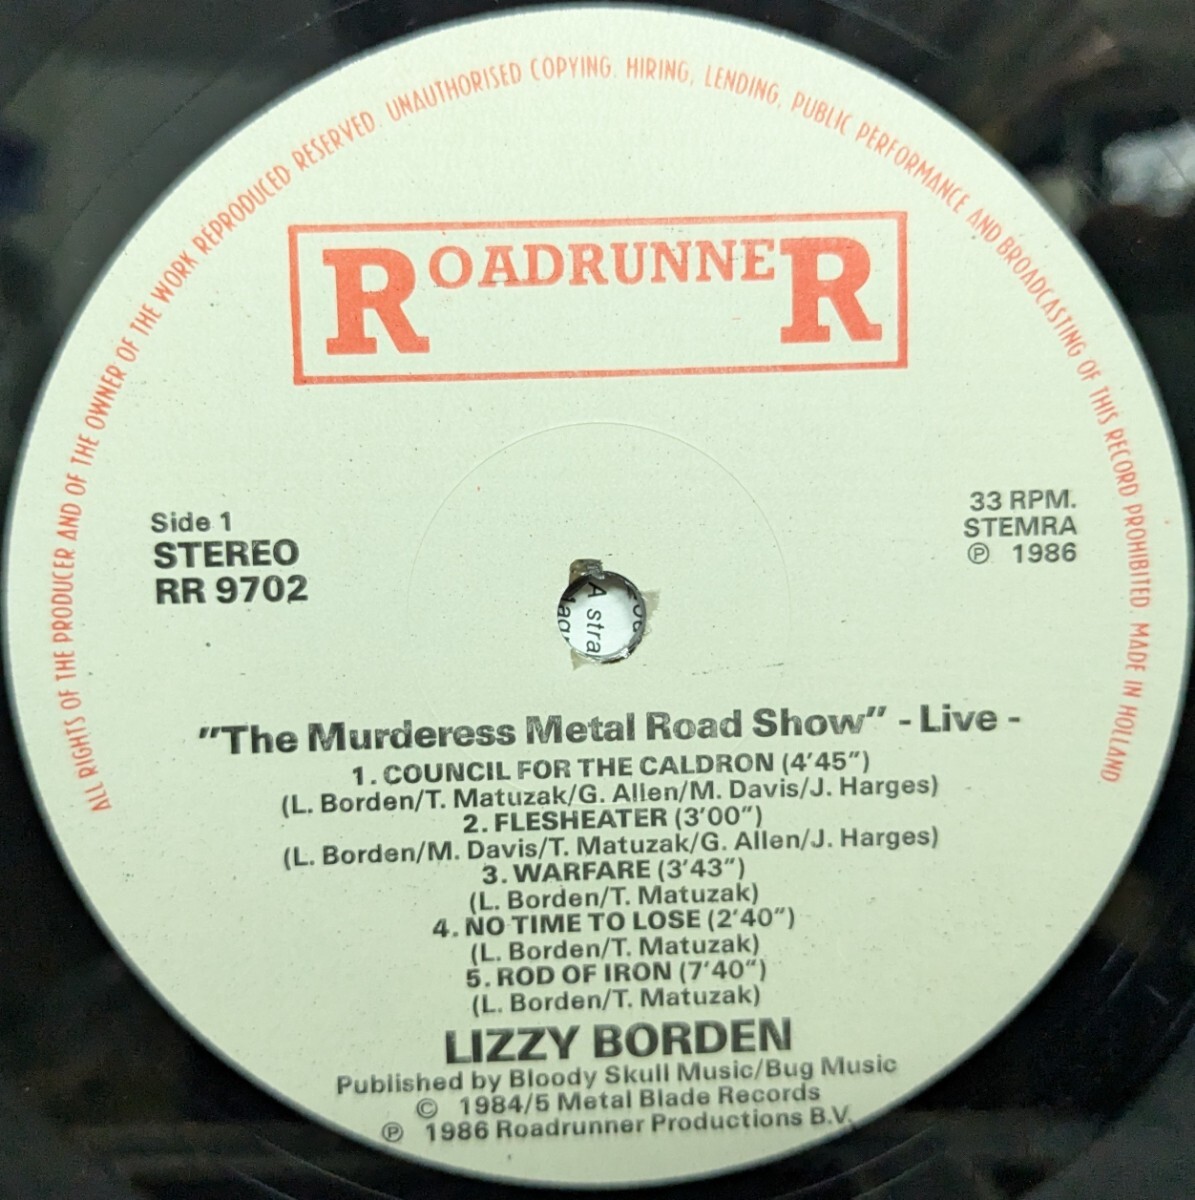 ALL RIGHTS OF THE PRODUCER AND OF THE OWNER OF THE WORK REPRODUCED RESERVED. UNAUTHORISED COPYING, HIRING, LENDING, PUBLIC PERFORMANCE AND BROADCASTING OF THIS RECORD PROHIBITED. MADE IN HOLLAND
ROADRUNNER
Side 1
STEREO
RR 9702
33 RPM.
STEMRA
℗ 1986
A stra
"The Murderess Metal Road Show" - Live -
1. COUNCIL FOR THE CALDRON (4'45")
(L. Borden/T. Matuzak/G. Allen/M. Davis/J. Harges)
2. FLESHEATER (3'00")
(L. Borden/M. Davis/T. Matuzak/G. Allen/J. Harges)
3. WARFARE (3'43")
(L. Borden/T. Matuzak)
4. NO TIME TO LOSE (2'40")
(L. Borden/T. Matuzak)
5. ROD OF IRON (7'40")
(L. Borden/T. Matuzak)
LIZZY BORDEN
Published by Bloody Skull Music/Bug Music
© 1984/5 Metal Blade Records
℗ 1986 Roadrunner Productions B.V.